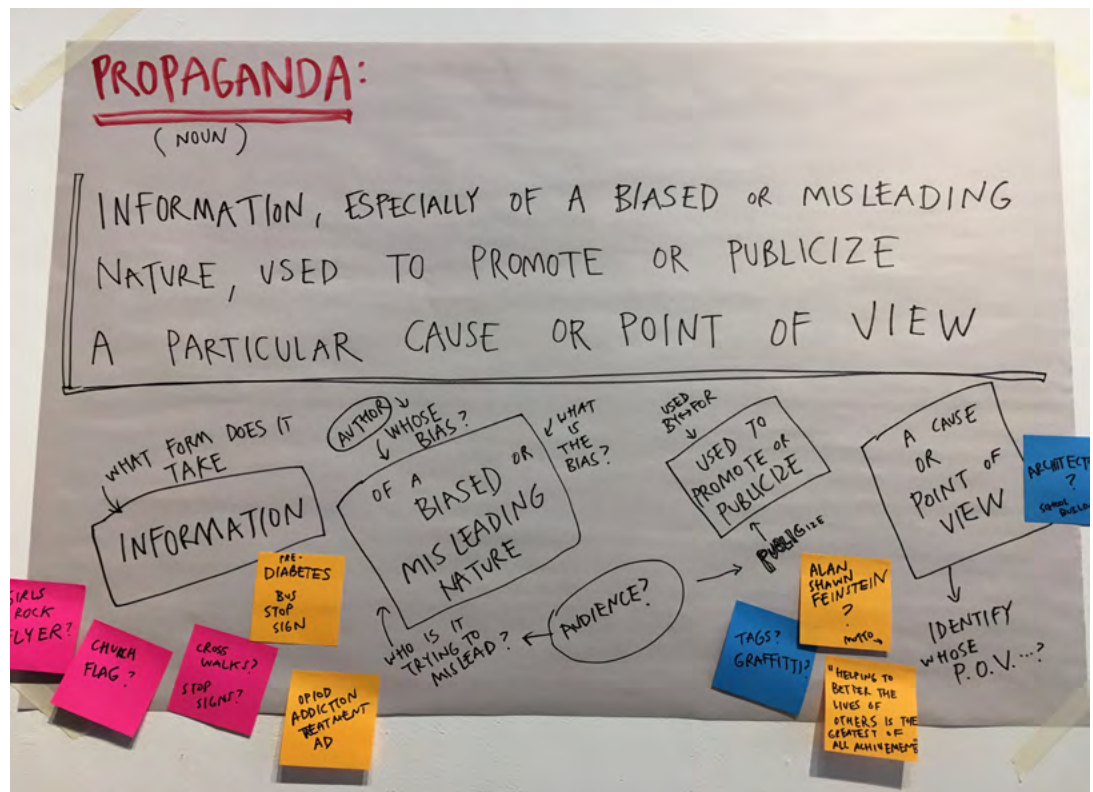 PROPAGANDA:
(NOUN)
INFORMATION, ESPECIALLY OF A BIASED OR MISLEADING
NATURE, USED TO PROMOTE OR PUBLICIZE
A PARTICULAR CAUSE OR POINT OF VIEW
WHAT FORM DOES IT
TAKE
INFORMATION
AUTHOR
WHOSE
BIAS?
WHAT
IS
THE
BIAS?
OF A
BIASED OR
MISLEADING
NATURE
WHO IS IT
TRYING TO
MISLEAD?
AUDIENCE?
USED
BY↔FOR
USED TO
PROMOTE OR
PUBLICIZE
PUBLIGIZE
A CAUSE
OR
POINT OF
VIEW
IDENTIFY
WHOSE
P.O.V....?
ARCHITECT
?
GIRLS
ROCK
FLYER?
CHURCH
FLAG?
CROSS
WALKS?
STOP
SIGNS?
PRE-
DIABETES
BUS
STOP
SIGN
OPIOD
ADDICTION
TREATMENT
AD
TAGS?
GRAFFITI?
ALAN
SHAWN
FEINSTEIN
?
MOTTO→
"HELPING TO
BETTER THE
LIVES OF
OTHERS IS THE
GREATEST OF
ALL ACHIEVEMENT"